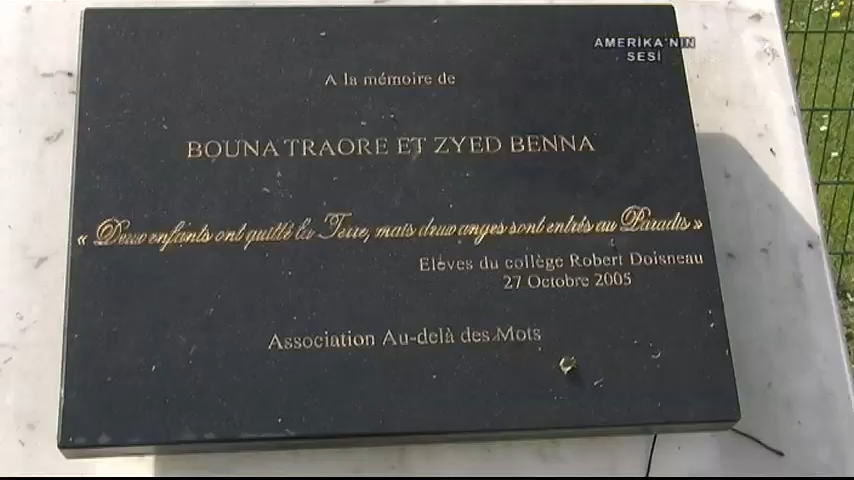 AMERİKA'NIN
SESİ
A la mémoire de
BOUNA TRAORE ET ZYED BENNA
« Deux enfants ont quitté la Terre, mais deux anges sont entrés au Paradis »
Elèves du collège Robert Doisneau
27 Octobre 2005
Association Au-delà des Mots